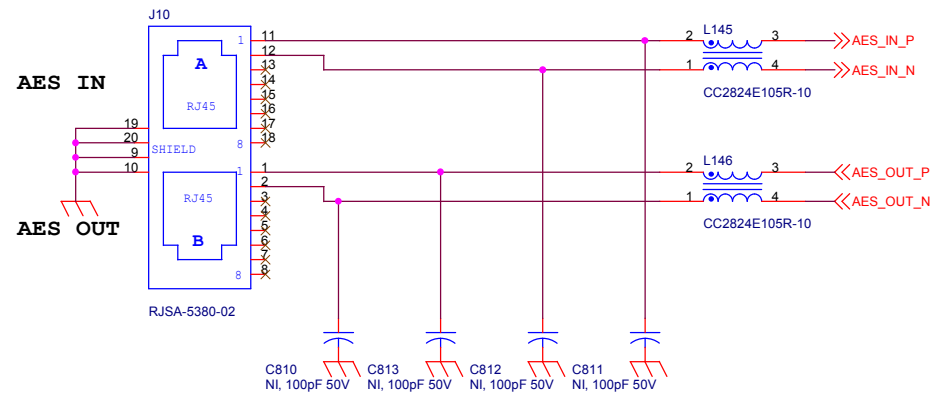 J10
AES IN
A
RJ45
SHIELD
1
8
11
12
13
14
15
16
17
18
19
20
9
10
AES OUT
RJ45
B
1
8
1
2
3
4
5
6
7
8
RJSA-5380-02
L145
2 3
1 4
CC2824E105R-10
AES_IN_P
AES_IN_N
L146
2 3
1 4
CC2824E105R-10
AES_OUT_P
AES_OUT_N
C810
NI, 100pF 50V
C813
NI, 100pF 50V
C812
NI, 100pF 50V
C811
NI, 100pF 50V